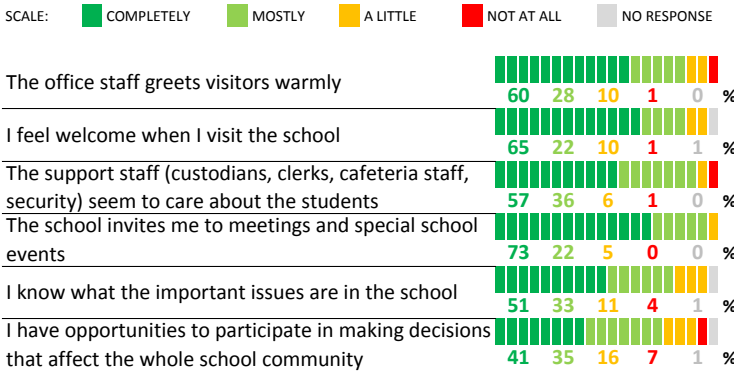 SCALE: COMPLETELY MOSTLY A LITTLE NOT AT ALL NO RESPONSE
The office staff greets visitors warmly
60 28 10 1 0 %
I feel welcome when I visit the school
65 22 10 1 1 %
The support staff (custodians, clerks, cafeteria staff,
security) seem to care about the students
57 36 6 1 0 %
The school invites me to meetings and special school
events
73 22 5 0 0 %
I know what the important issues are in the school
51 33 11 4 1 %
I have opportunities to participate in making decisions
that affect the whole school community
41 35 16 7 1 %